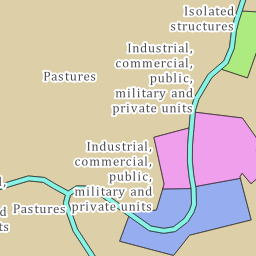 Isolated
structures
Industrial,
commercial,
public,
military and
private units
Pastures
Industrial,
commercial,
public,
military and
private units
Pastures